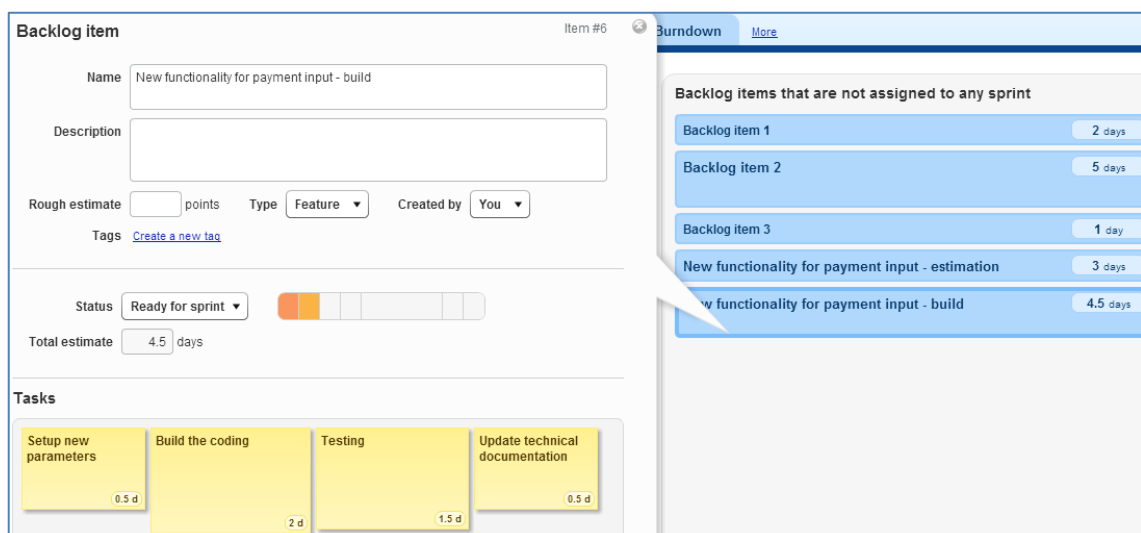 Backlog item
Item #6
Name
New functionality for payment input - build
Description
Rough estimate
points
Type
Feature
Created by
You
Tags
Create a new tag
Status
Ready for sprint
Total estimate
4.5
days
Tasks
Setup new
parameters
0.5 d
Build the coding
2 d
Testing
1.5 d
Update technical
documentation
0.5 d
Burndown
More
Backlog items that are not assigned to any sprint
Backlog item 1
2 days
Backlog item 2
5 days
Backlog item 3
1 day
New functionality for payment input - estimation
3 days
functionality for payment input - build
4.5 days